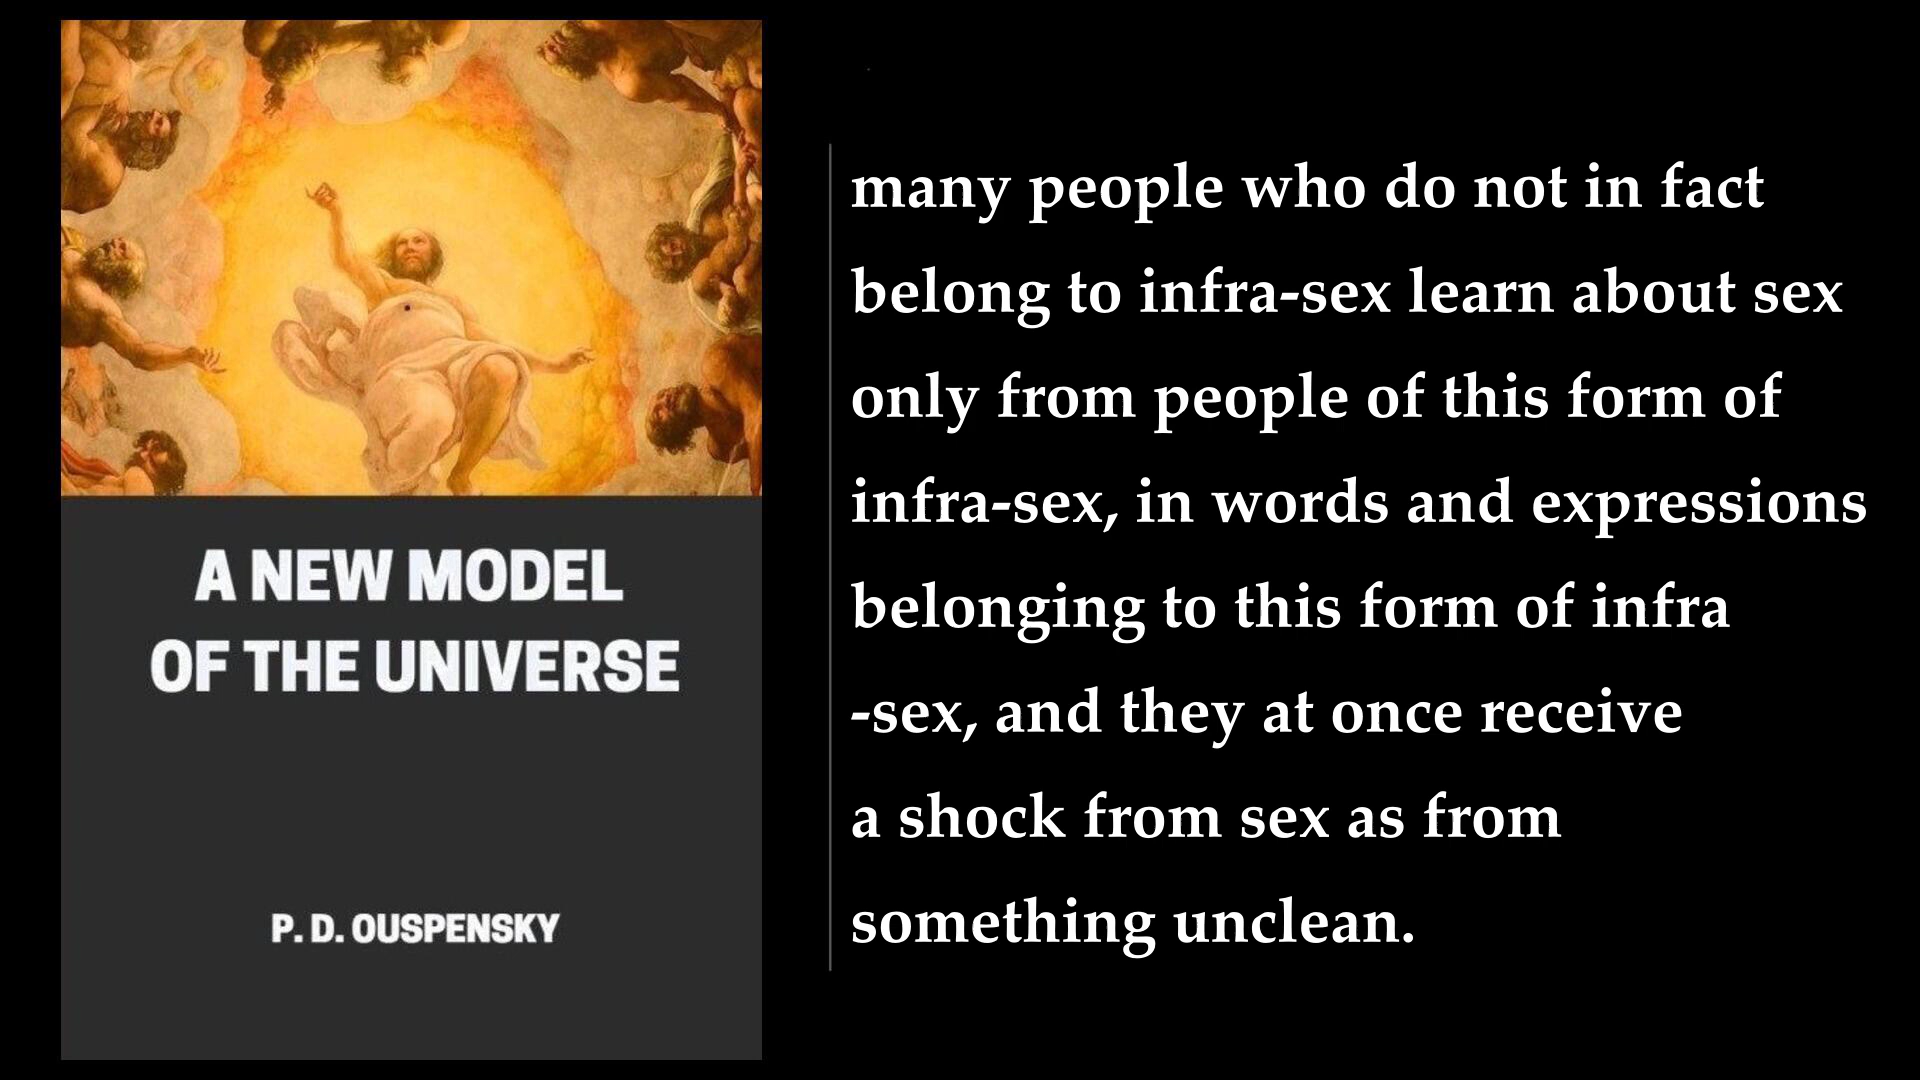 A NEW MODEL
OF THE UNIVERSE
P. D. OUSPENSKY
many people who do not in fact
belong to infra-sex learn about sex
only from people of this form of
infra-sex, in words and expressions
belonging to this form of infra
-sex, and they at once receive
a shock from sex as from
something unclean.